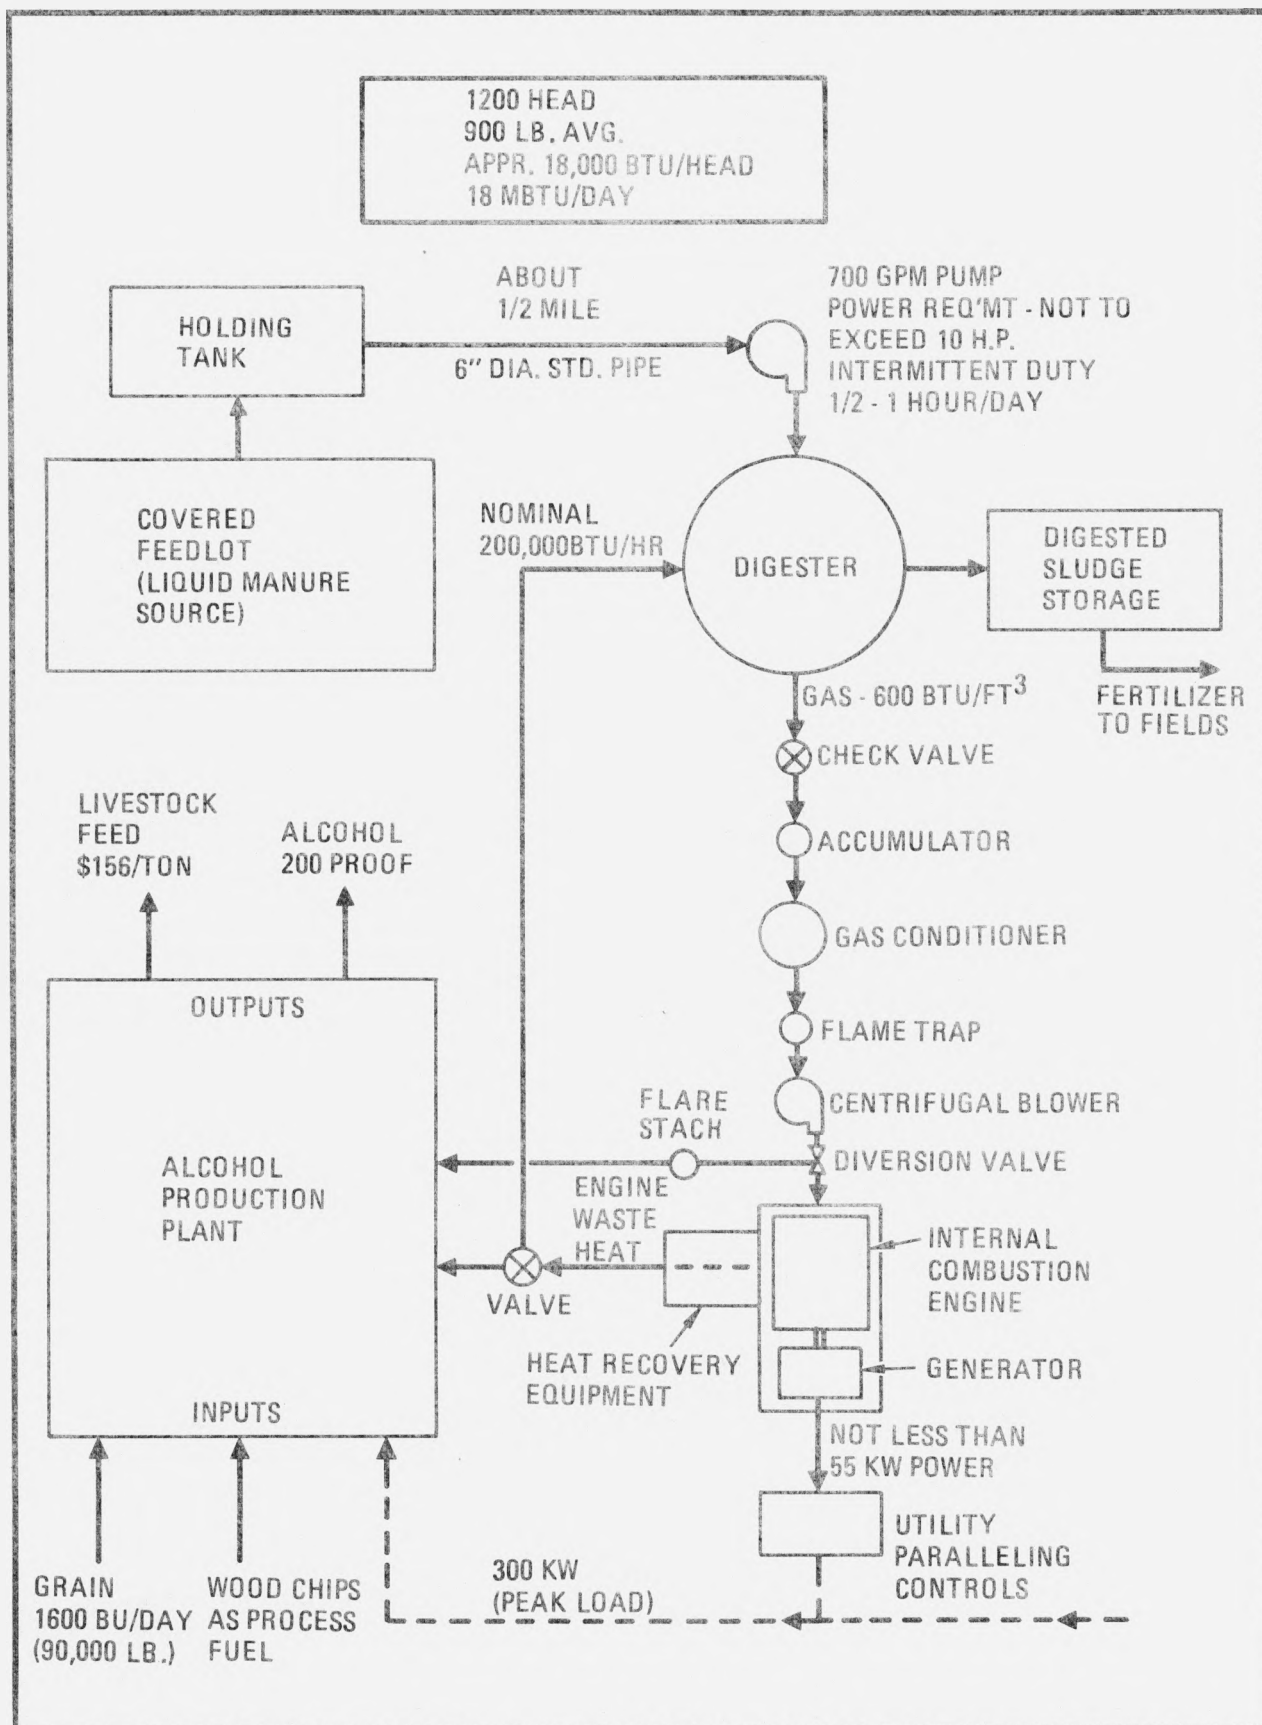 1200 HEAD
900 LB. AVG.
APPR. 18,000 BTU/HEAD
18 MBTU/DAY
HOLDING
TANK
ABOUT
1/2 MILE
6" DIA. STD. PIPE
700 GPM PUMP
POWER REQ'MT - NOT TO
EXCEED 10 H.P.
INTERMITTENT DUTY
1/2 - 1 HOUR/DAY
COVERED
FEEDLOT
(LIQUID MANURE
SOURCE)
NOMINAL
200,000BTU/HR
DIGESTER
DIGESTED
SLUDGE
STORAGE
FERTILIZER
TO FIELDS
GAS - 600 BTU/FT3
CHECK VALVE
ACCUMULATOR
GAS CONDITIONER
FLAME TRAP
CENTRIFUGAL BLOWER
DIVERSION VALVE
LIVESTOCK
FEED
$156/TON
ALCOHOL
200 PROOF
OUTPUTS
ALCOHOL
PRODUCTION
PLANT
INPUTS
FLARE
STACH
ENGINE
WASTE
HEAT
VALVE
HEAT RECOVERY
EQUIPMENT
INTERNAL
COMBUSTION
ENGINE
GENERATOR
NOT LESS THAN
55 KW POWER
UTILITY
PARALLELING
CONTROLS
300 KW
(PEAK LOAD)
GRAIN
1600 BU/DAY
(90,000 LB.)
WOOD CHIPS
AS PROCESS
FUEL